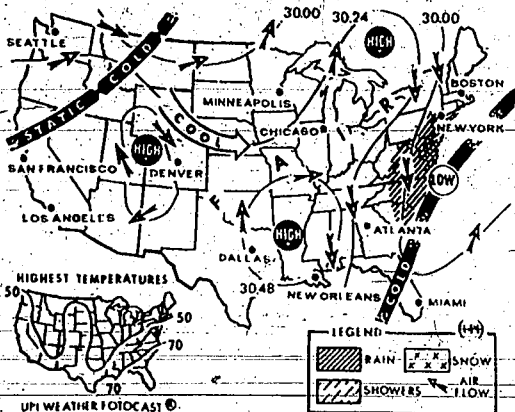 30.00 30.24 30.00
SEATTLE
HIGH
COLD
STATIC
COOL
MINNEAPOLIS
BOSTON
NEW YORK
CHICAGO
HIGH
DENVER
SAN FRANCISCO
LOW
FAIR
LOS ANGELES
HIGH
ATLANTA
DALLAS
COLD
30.48
NEW ORLEANS
MIAMI
HIGHEST TEMPERATURES
50
50
70
70
LEGEND
RAIN
SNOW
SHOWERS
AIR FLOW
UPI WEATHER FOTOCAST ®